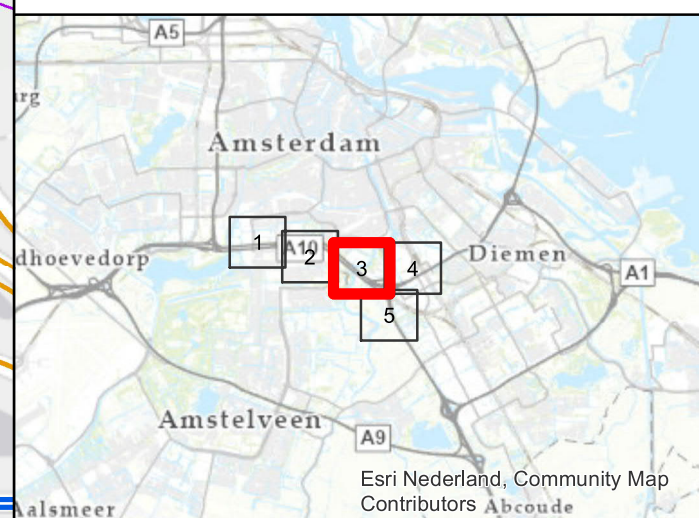 A5
urg
Amsterdam
1
A10
2
3
4
dhoevedorp
Diemen
A1
5
Amstelveen
A9
Esri Nederland, Community Map
Contributors
Abcoude
Aalsmeer